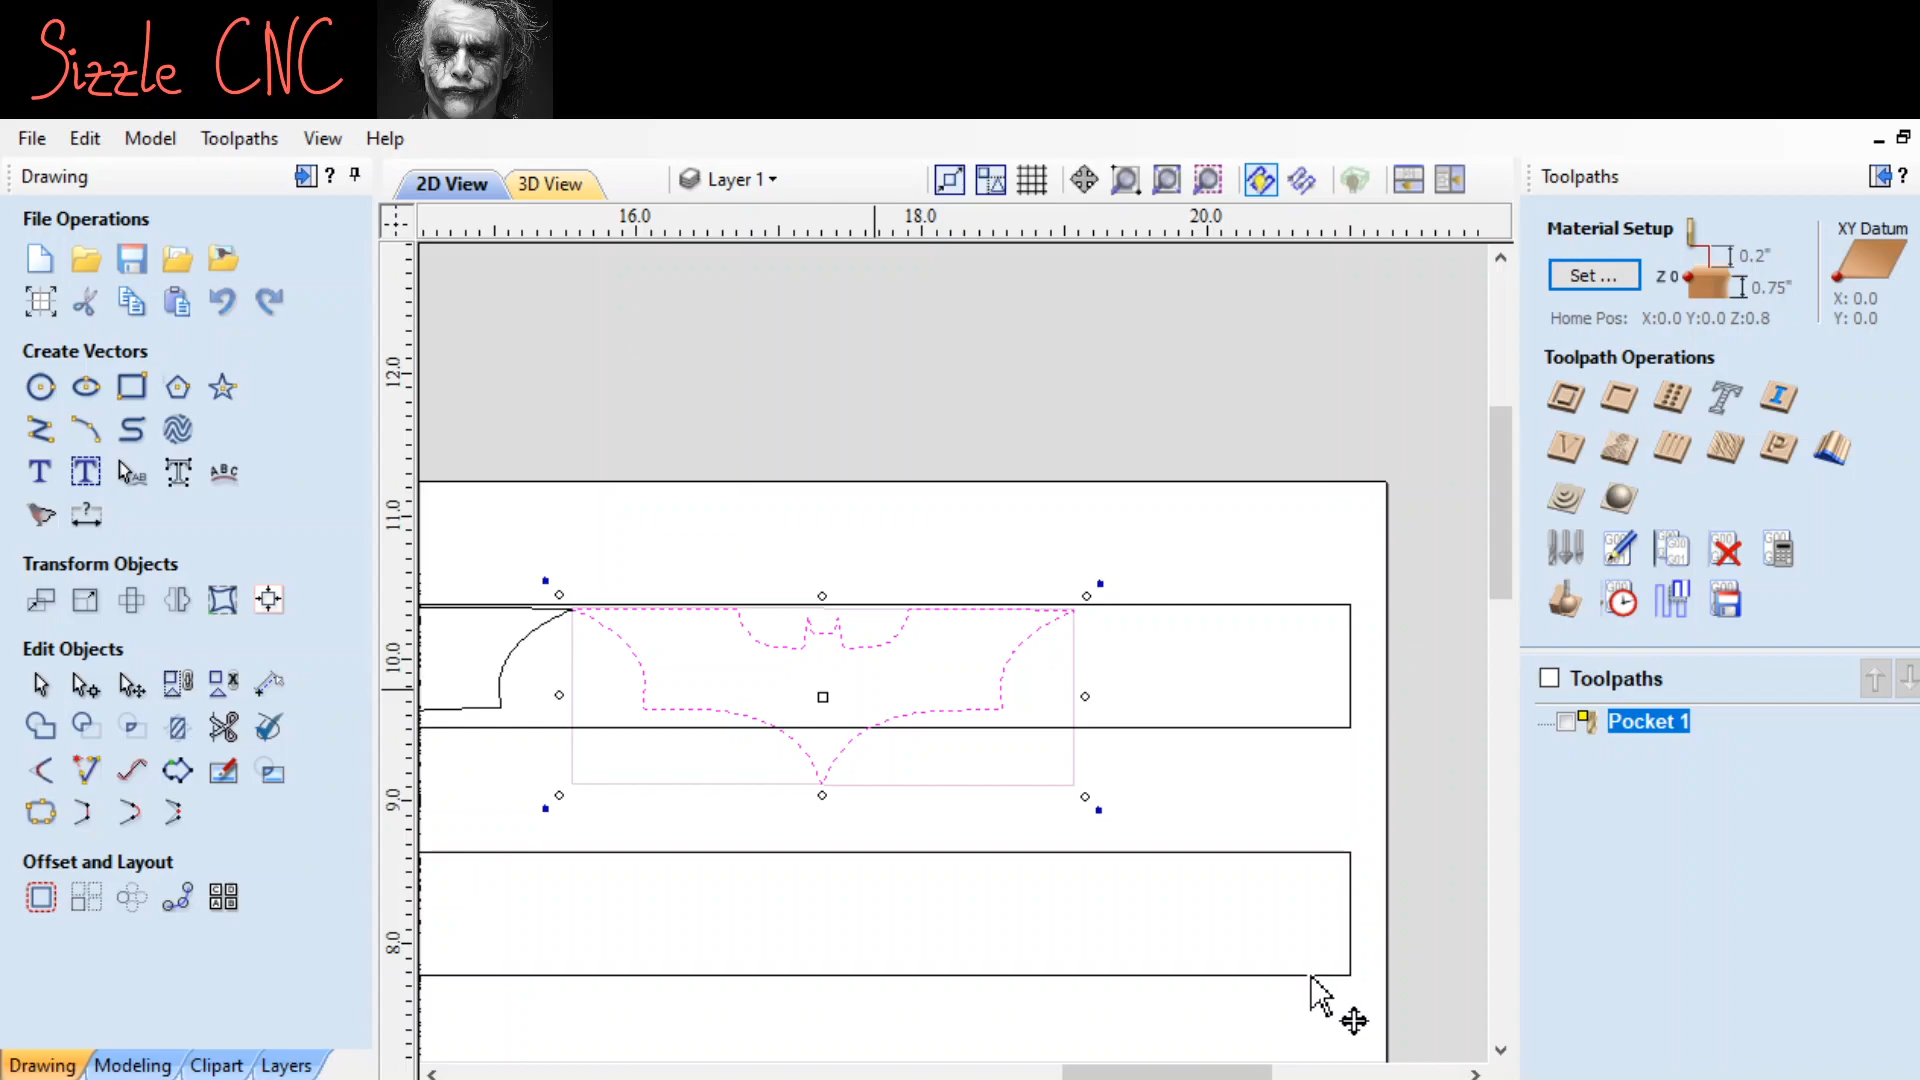 Sizzle CNC
File Edit Model Toolpaths View Help
Drawing
File Operations
Create Vectors
Transform Objects
Edit Objects
Offset and Layout
Drawing Modeling Clipart Layers
2D View 3D View Layer 1
16.0 18.0 20.0
12.0
11.0
10.0
9.0
8.0
Toolpaths
Material Setup
Set ...
Z 0
0.2"
0.75"
XY Datum
X: 0.0
Y: 0.0
Home Pos: X:0.0 Y:0.0 Z:0.8
Toolpath Operations
Toolpaths
Pocket 1